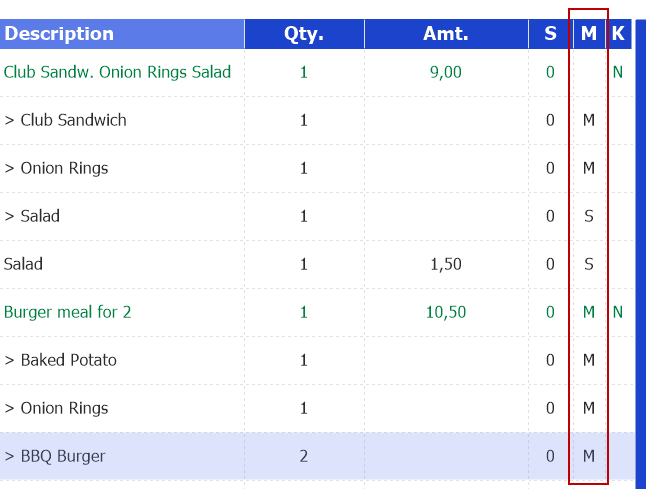 Description Qty. Amt. S M K
Club Sandw. Onion Rings Salad 1 9,00 0 N
> Club Sandwich 1 0 M
> Onion Rings 1 0 M
> Salad 1 0 S
Salad 1 1,50 0 S
Burger meal for 2 1 10,50 0 M N
> Baked Potato 1 0 M
> Onion Rings 1 0 M
> BBQ Burger 2 0 M